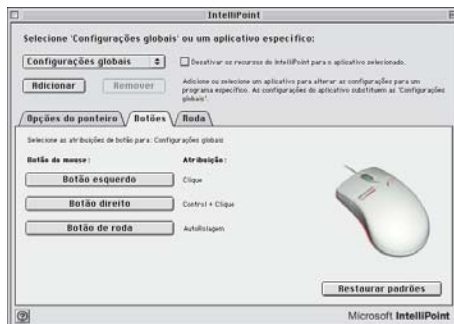 IntelliPoint
Selecione 'Configurações globais' ou um aplicativo específico:
Configurações globais
Desativar os recursos do IntelliPoint para o aplicativo selecionado.
Adicionar Remover
Adicione ou selecione um aplicativo para alterar as configurações para um
programa específico. As configurações do aplicativo substituem as 'Configurações
globais'.
Opções do ponteiro Botões Roda
Selecione as atribuições de botão para: Configurações globais
Botão do mouse: Atribuição:
Botão esquerdo Clique
Botão direito Control + Clique
Botão de roda AutoRolagem
Restaurar padrões
Microsoft IntelliPoint